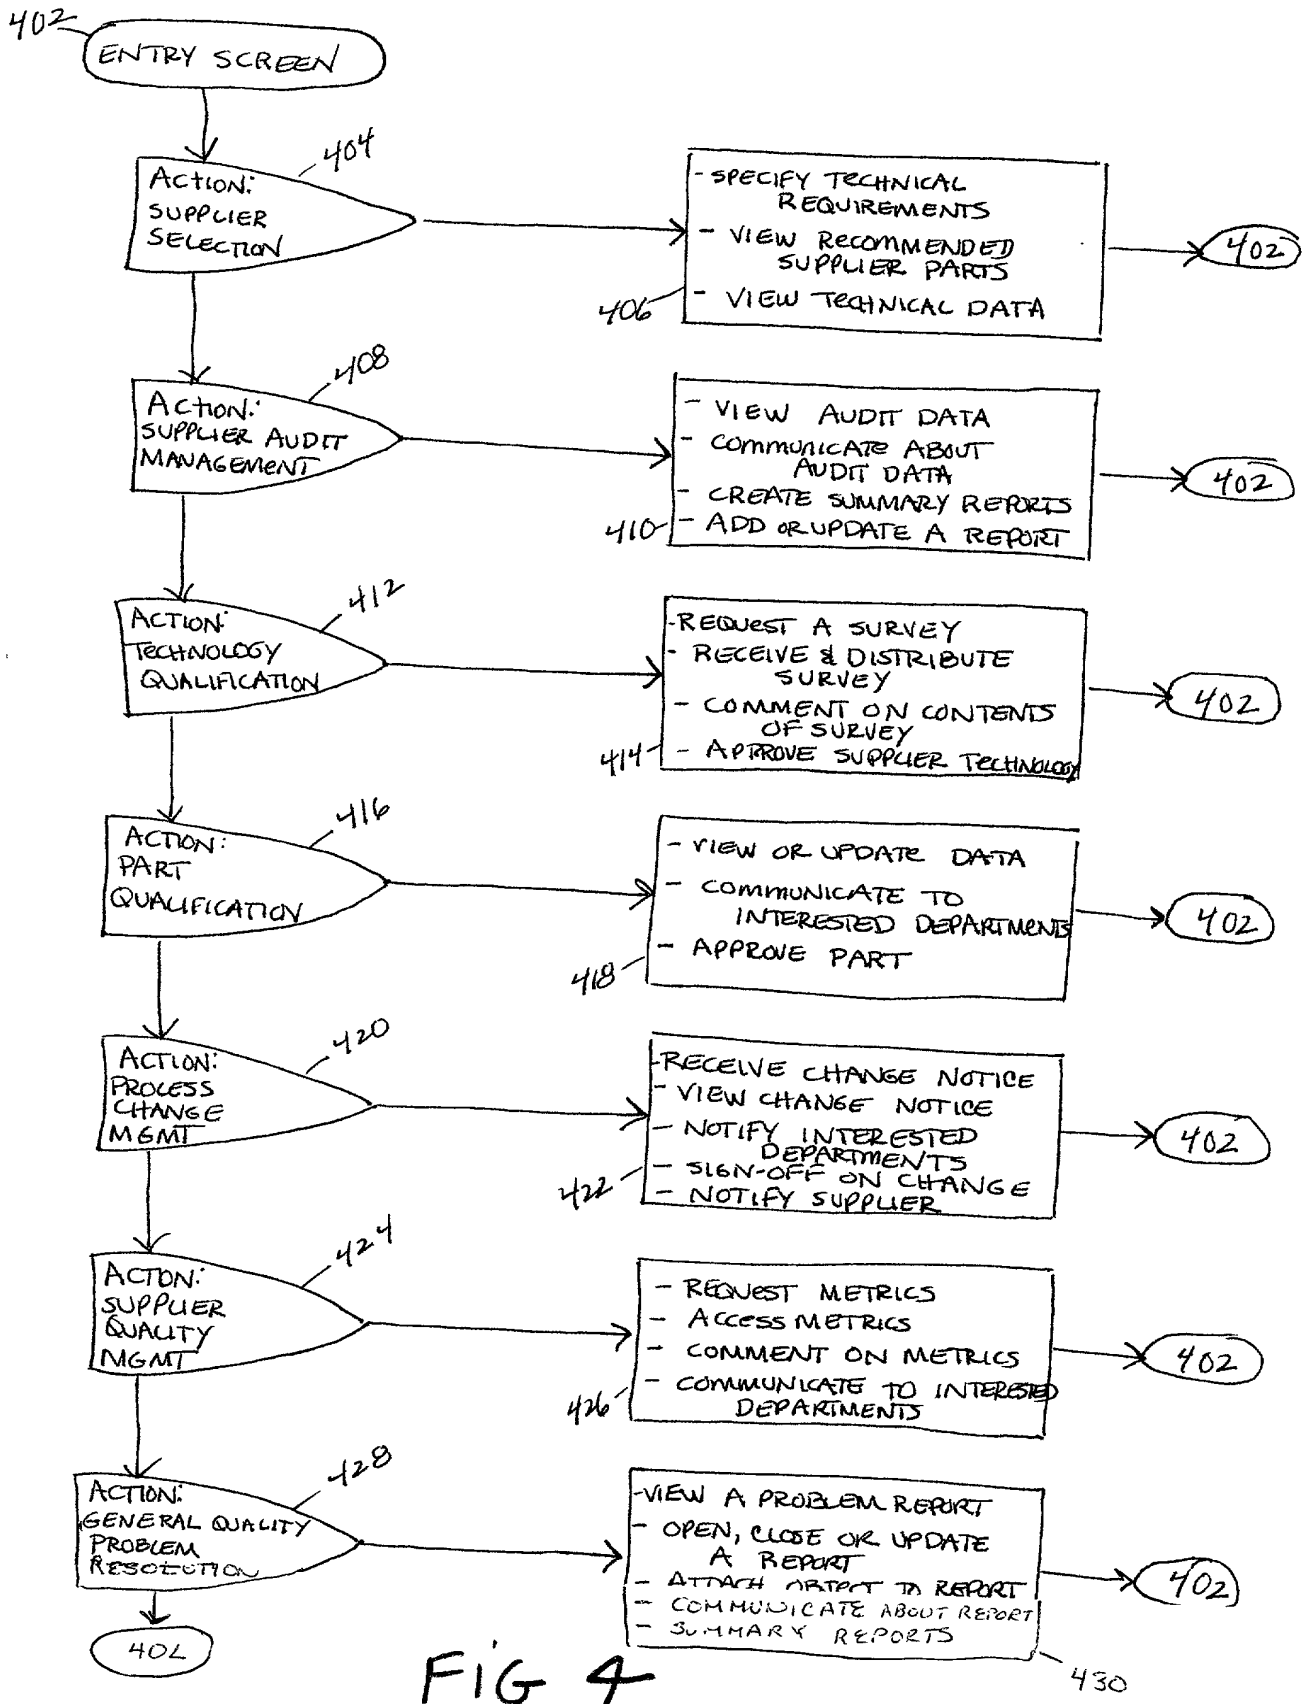 402
ENTRY SCREEN
404
ACTION:
SUPPLIER
SELECTION
- SPECIFY TECHNICAL
REQUIREMENTS
- VIEW RECOMMENDED
SUPPLIER PARTS
- VIEW TECHNICAL DATA
406
402
408
ACTION:
SUPPLIER AUDIT
MANAGEMENT
- VIEW AUDIT DATA
- COMMUNICATE ABOUT
AUDIT DATA
- CREATE SUMMARY REPORTS
- ADD OR UPDATE A REPORT
410
402
412
ACTION:
TECHNOLOGY
QUALIFICATION
- REQUEST A SURVEY
- RECEIVE & DISTRIBUTE
SURVEY
- COMMENT ON CONTENTS
OF SURVEY
- APPROVE SUPPLIER TECHNOLOGY
414
402
416
ACTION:
PART
QUALIFICATION
- VIEW OR UPDATE DATA
- COMMUNICATE TO
INTERESTED DEPARTMENTS
- APPROVE PART
418
402
420
ACTION:
PROCESS
CHANGE
MGMT
- RECEIVE CHANGE NOTICE
- VIEW CHANGE NOTICE
- NOTIFY INTERESTED
DEPARTMENTS
- SIGN-OFF ON CHANGE
- NOTIFY SUPPLIER
422
402
424
ACTION:
SUPPLIER
QUALITY
MGMT
- REQUEST METRICS
- ACCESS METRICS
- COMMENT ON METRICS
- COMMUNICATE TO INTERESTED
DEPARTMENTS
426
402
428
ACTION:
GENERAL QUALITY
PROBLEM
RESOLUTION
- VIEW A PROBLEM REPORT
- OPEN, CLOSE OR UPDATE
A REPORT
- ATTACH TO REPORT
- COMMUNICATE ABOUT REPORT
- SUMMARY REPORTS
430
402
402
FIG 4